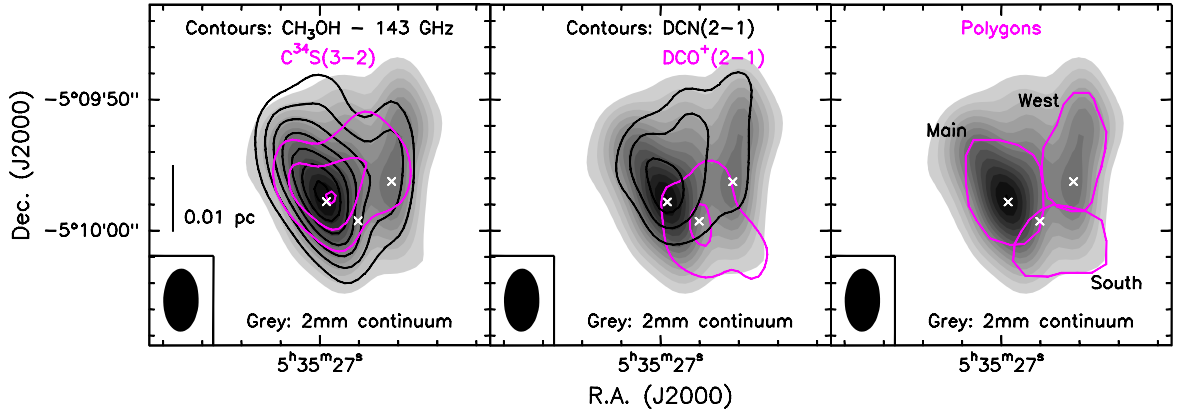 Contours: CH₃OH – 143 GHz
C³⁴S(3–2)
−5°09'50"
−5°10'00"
Dec. (J2000)
0.01 pc
Grey: 2mm continuum
5ʰ35ᵐ27ˢ
Contours: DCN(2–1)
DCO⁺(2–1)
Grey: 2mm continuum
5ʰ35ᵐ27ˢ
R.A. (J2000)
Polygons
West
Main
South
Grey: 2mm continuum
5ʰ35ᵐ27ˢ